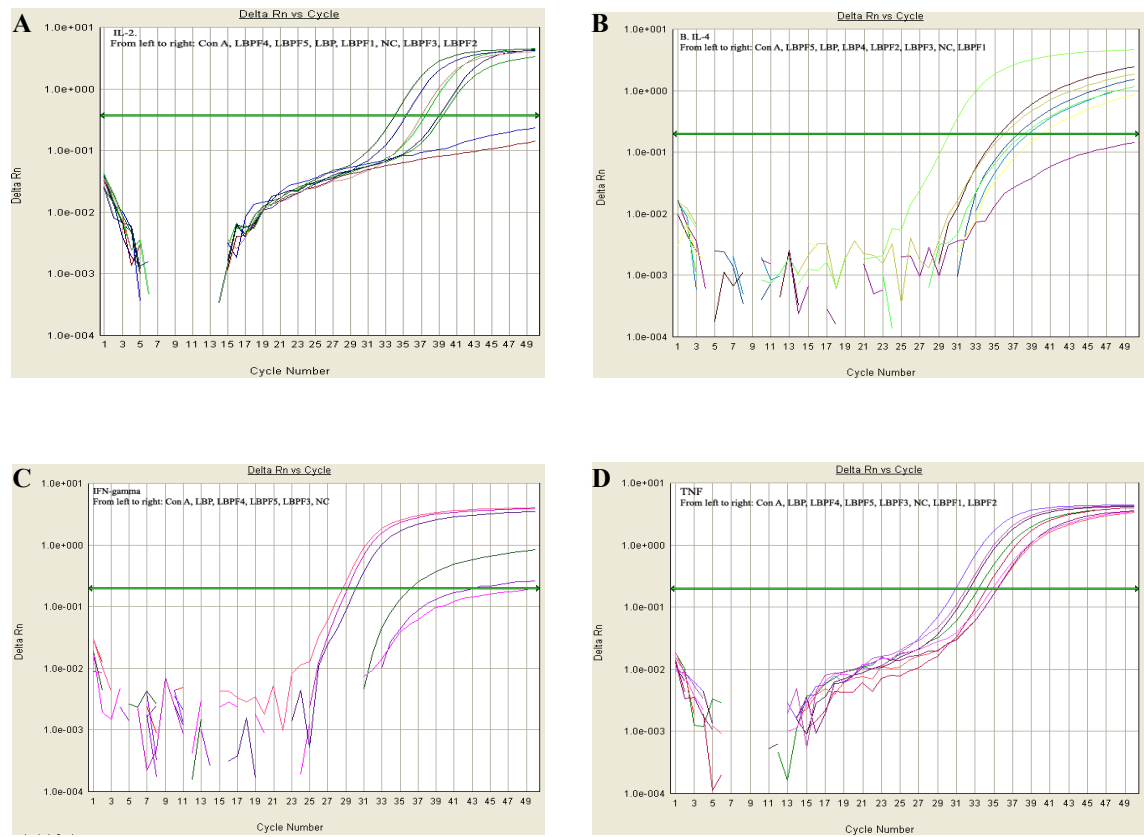 A
Delta Rn vs Cycle
IL-2.
From left to right: Con A, LBPF4, LBPF5, LBP, LBPF1, NC, LBPF3, LBPF2
Delta Rn
1.0e+001
1.0e+000
1.0e-001
1.0e-002
1.0e-003
1.0e-004
1 3 5 7 9 11 13 15 17 19 21 23 25 27 29 31 33 35 37 39 41 43 45 47 49
Cycle Number
B
Delta Rn vs Cycle
B. IL-4
From left to right: Con A, LBPF5, LBP, LBP4, LBPF2, LBPF3, NC, LBPF1
Delta Rn
1.0e+001
1.0e+000
1.0e-001
1.0e-002
1.0e-003
1.0e-004
1 3 5 7 9 11 13 15 17 19 21 23 25 27 29 31 33 35 37 39 41 43 45 47 49
Cycle Number
C
Delta Rn vs Cycle
IFN-gamma
From left to right: Con A, LBP, LBPF4, LBPF5, LBPF3, NC
Delta Rn
1.0e+001
1.0e+000
1.0e-001
1.0e-002
1.0e-003
1.0e-004
1 3 5 7 9 11 13 15 17 19 21 23 25 27 29 31 33 35 37 39 41 43 45 47 49
Cycle Number
D
Delta Rn vs Cycle
TNF
From left to right: Con A, LBP, LBPF4, LBPF5, LBPF3, NC, LBPF1, LBPF2
Delta Rn
1.0e+001
1.0e+000
1.0e-001
1.0e-002
1.0e-003
1.0e-004
1 3 5 7 9 11 13 15 17 19 21 23 25 27 29 31 33 35 37 39 41 43 45 47 49
Cycle Number